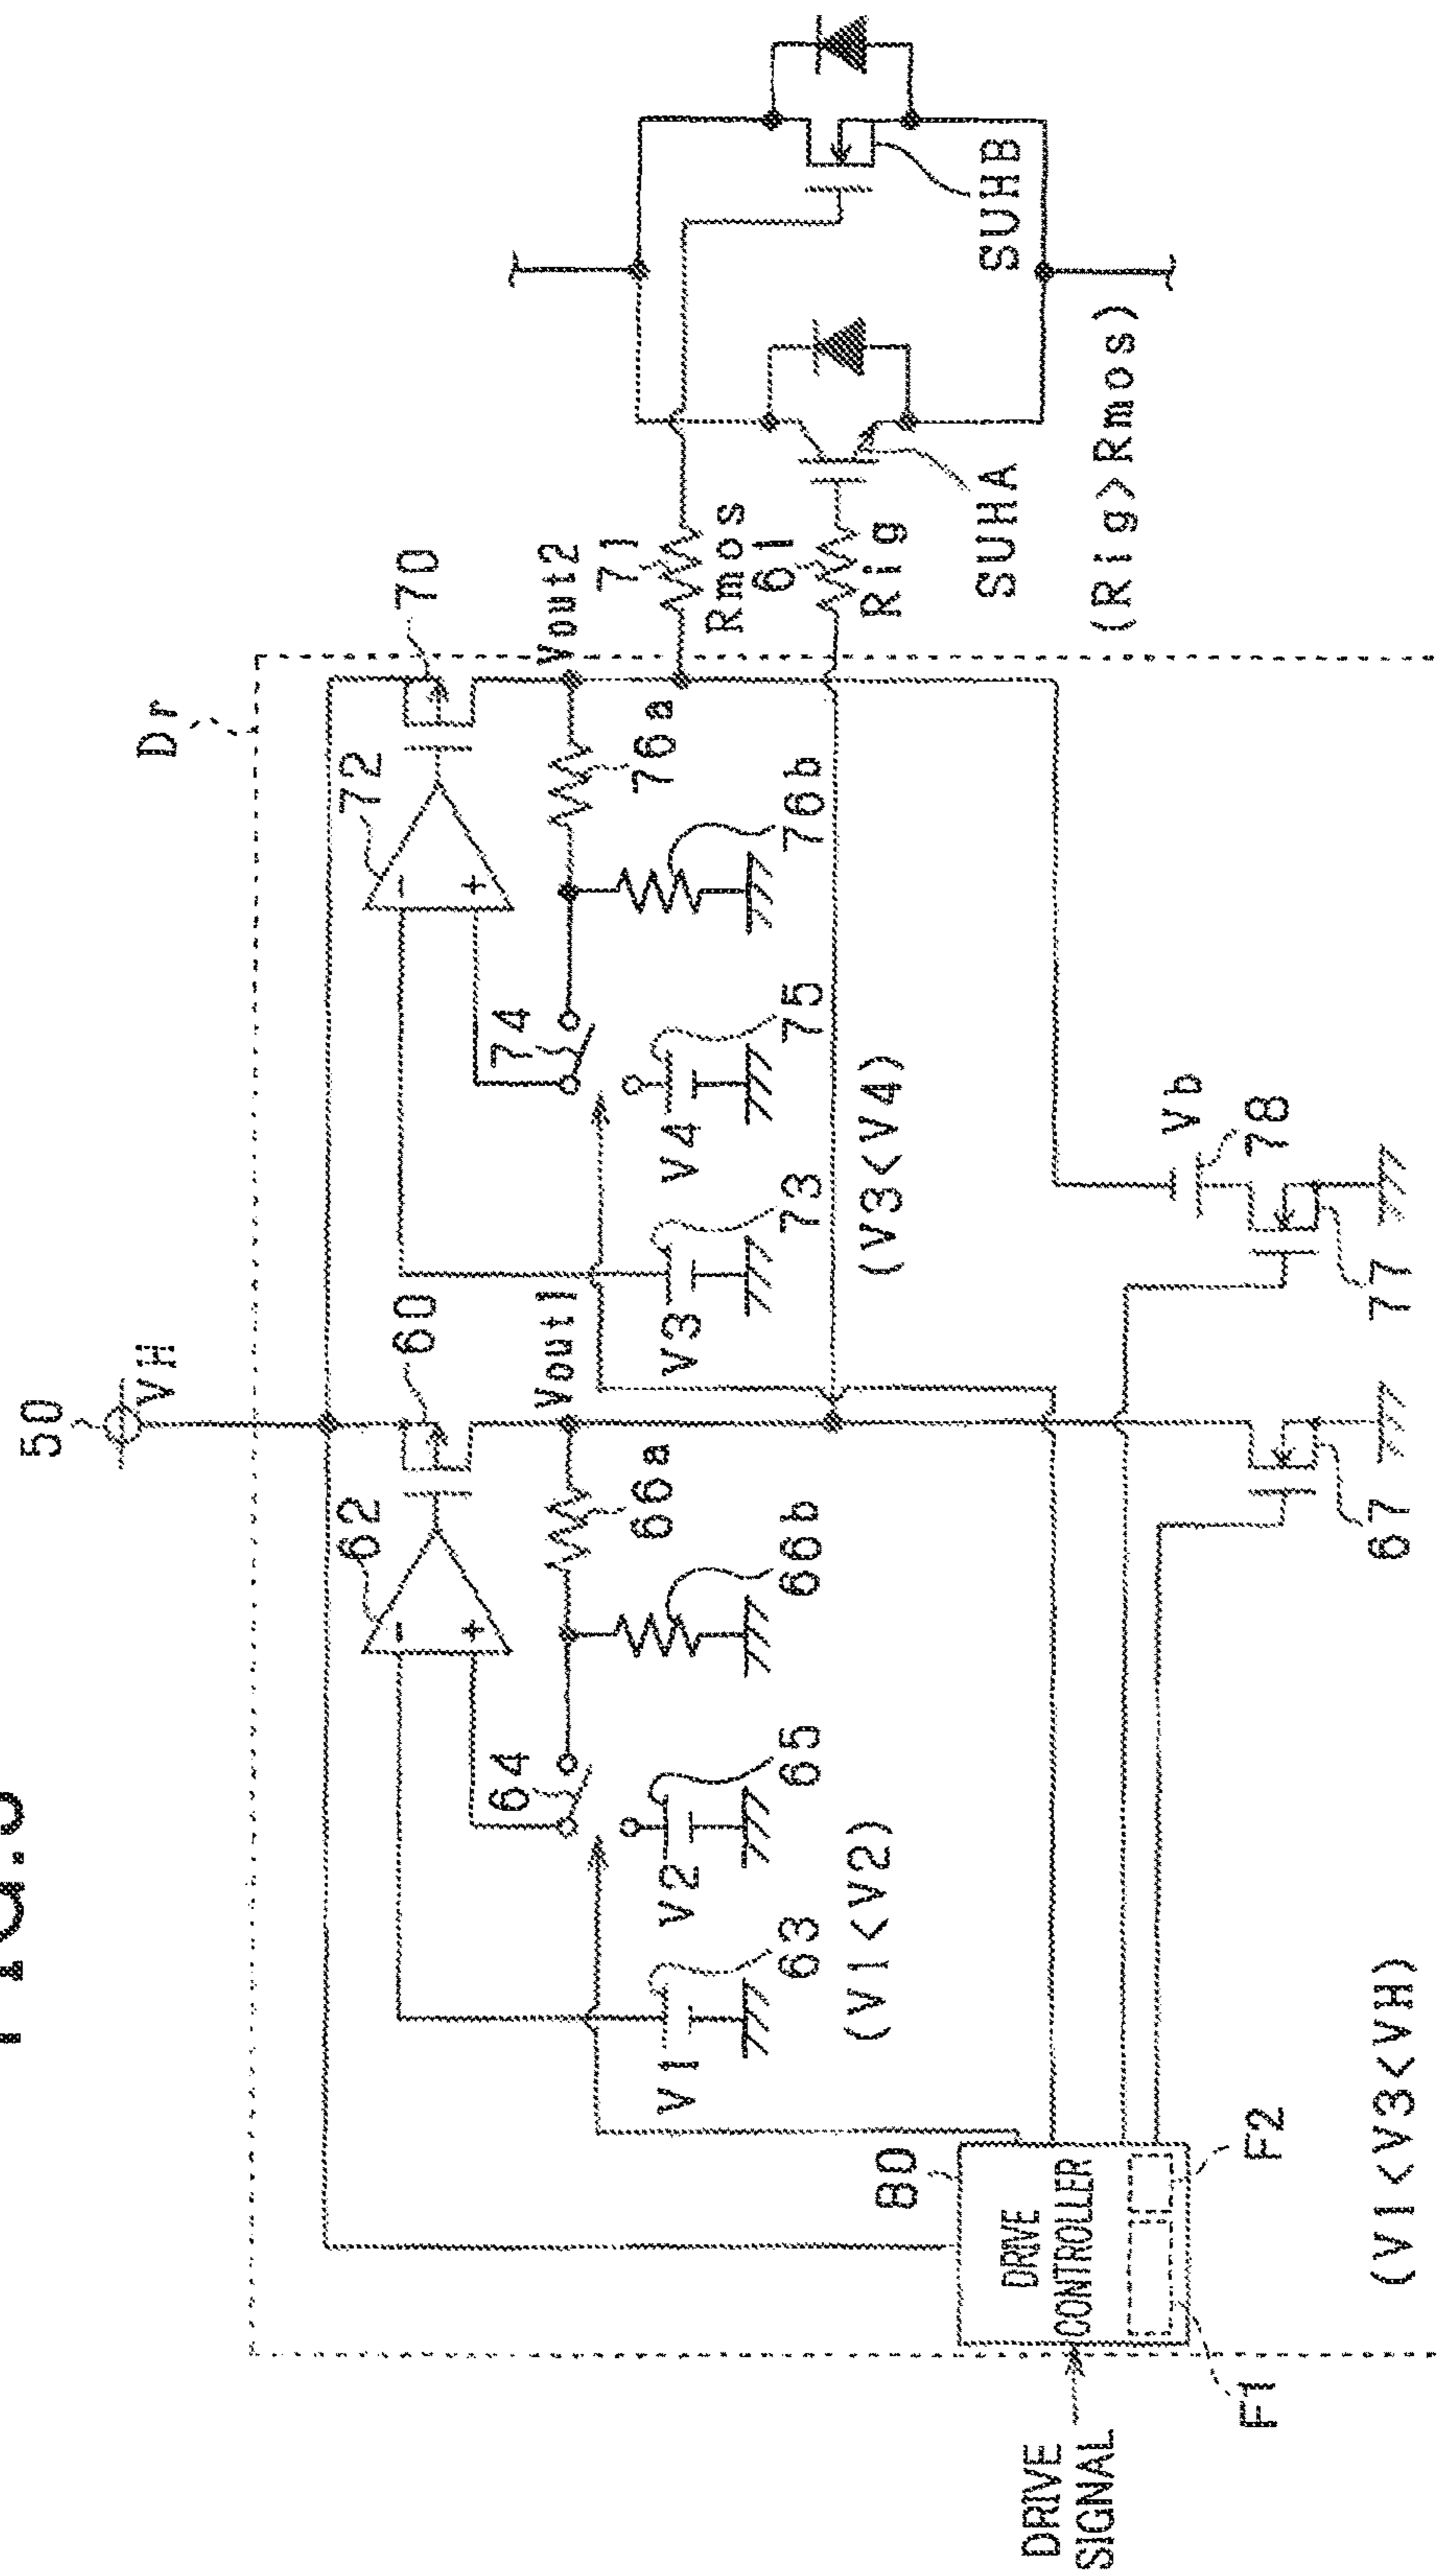 50
VH
Dr
62
60
72
70
64
66a
Vout1
74
76a
Vout2
71
Rmos
61
Rig
SUHB
SUHA
(Rig>Rmos)
V1
63
V2
65
66b
(V1<V2)
V3
73
V4
75
76b
(V3<V4)
80
DRIVE
CONTROLLER
DRIVE
SIGNAL
F1
F2
67
77
Vb
78
(V1<V3<VH)